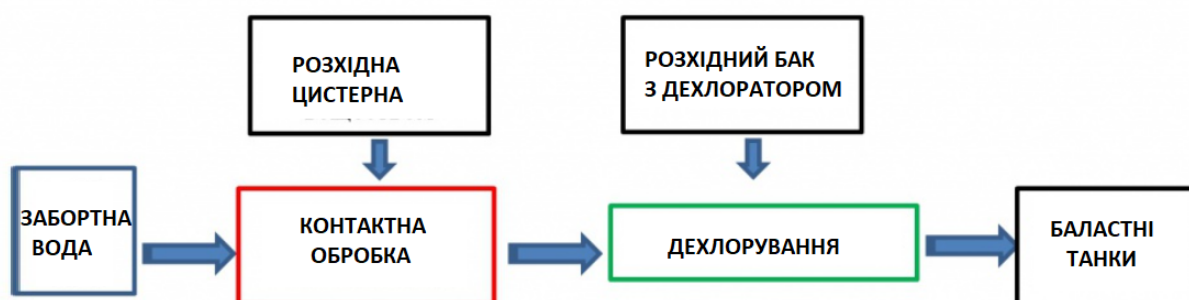 РОЗХІДНА
ЦИСТЕРНА
РОЗХІДНИЙ БАК
З ДЕХЛОРАТОРОМ
ЗАБОРТНА
ВОДА
КОНТАКТНА
ОБРОБКА
ДЕХЛОРУВАННЯ
БАЛАСТНІ
ТАНКИ